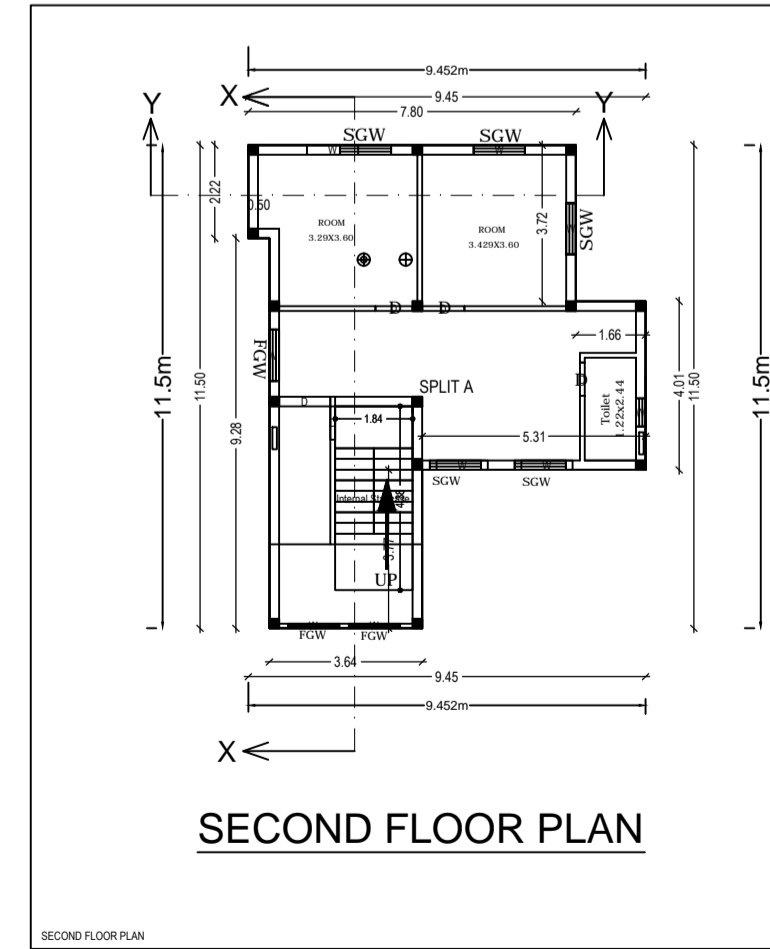 9.452m
X
9.45
Y
Y
7.80
SGW
SGW
W
W
2.22
0.50
ROOM
3.29X3.60
ROOM
3.429X3.60
3.72
SGW
D
D
1.66
FGW
11.5m
11.50
9.28
SPLIT A
D
Toilet
1.22x2.44
4.01
11.50
11.5m
D
1.84
5.31
SGW
SGW
UP
FGW
FGW
3.64
9.45
9.452m
X
SECOND FLOOR PLAN
SECOND FLOOR PLAN